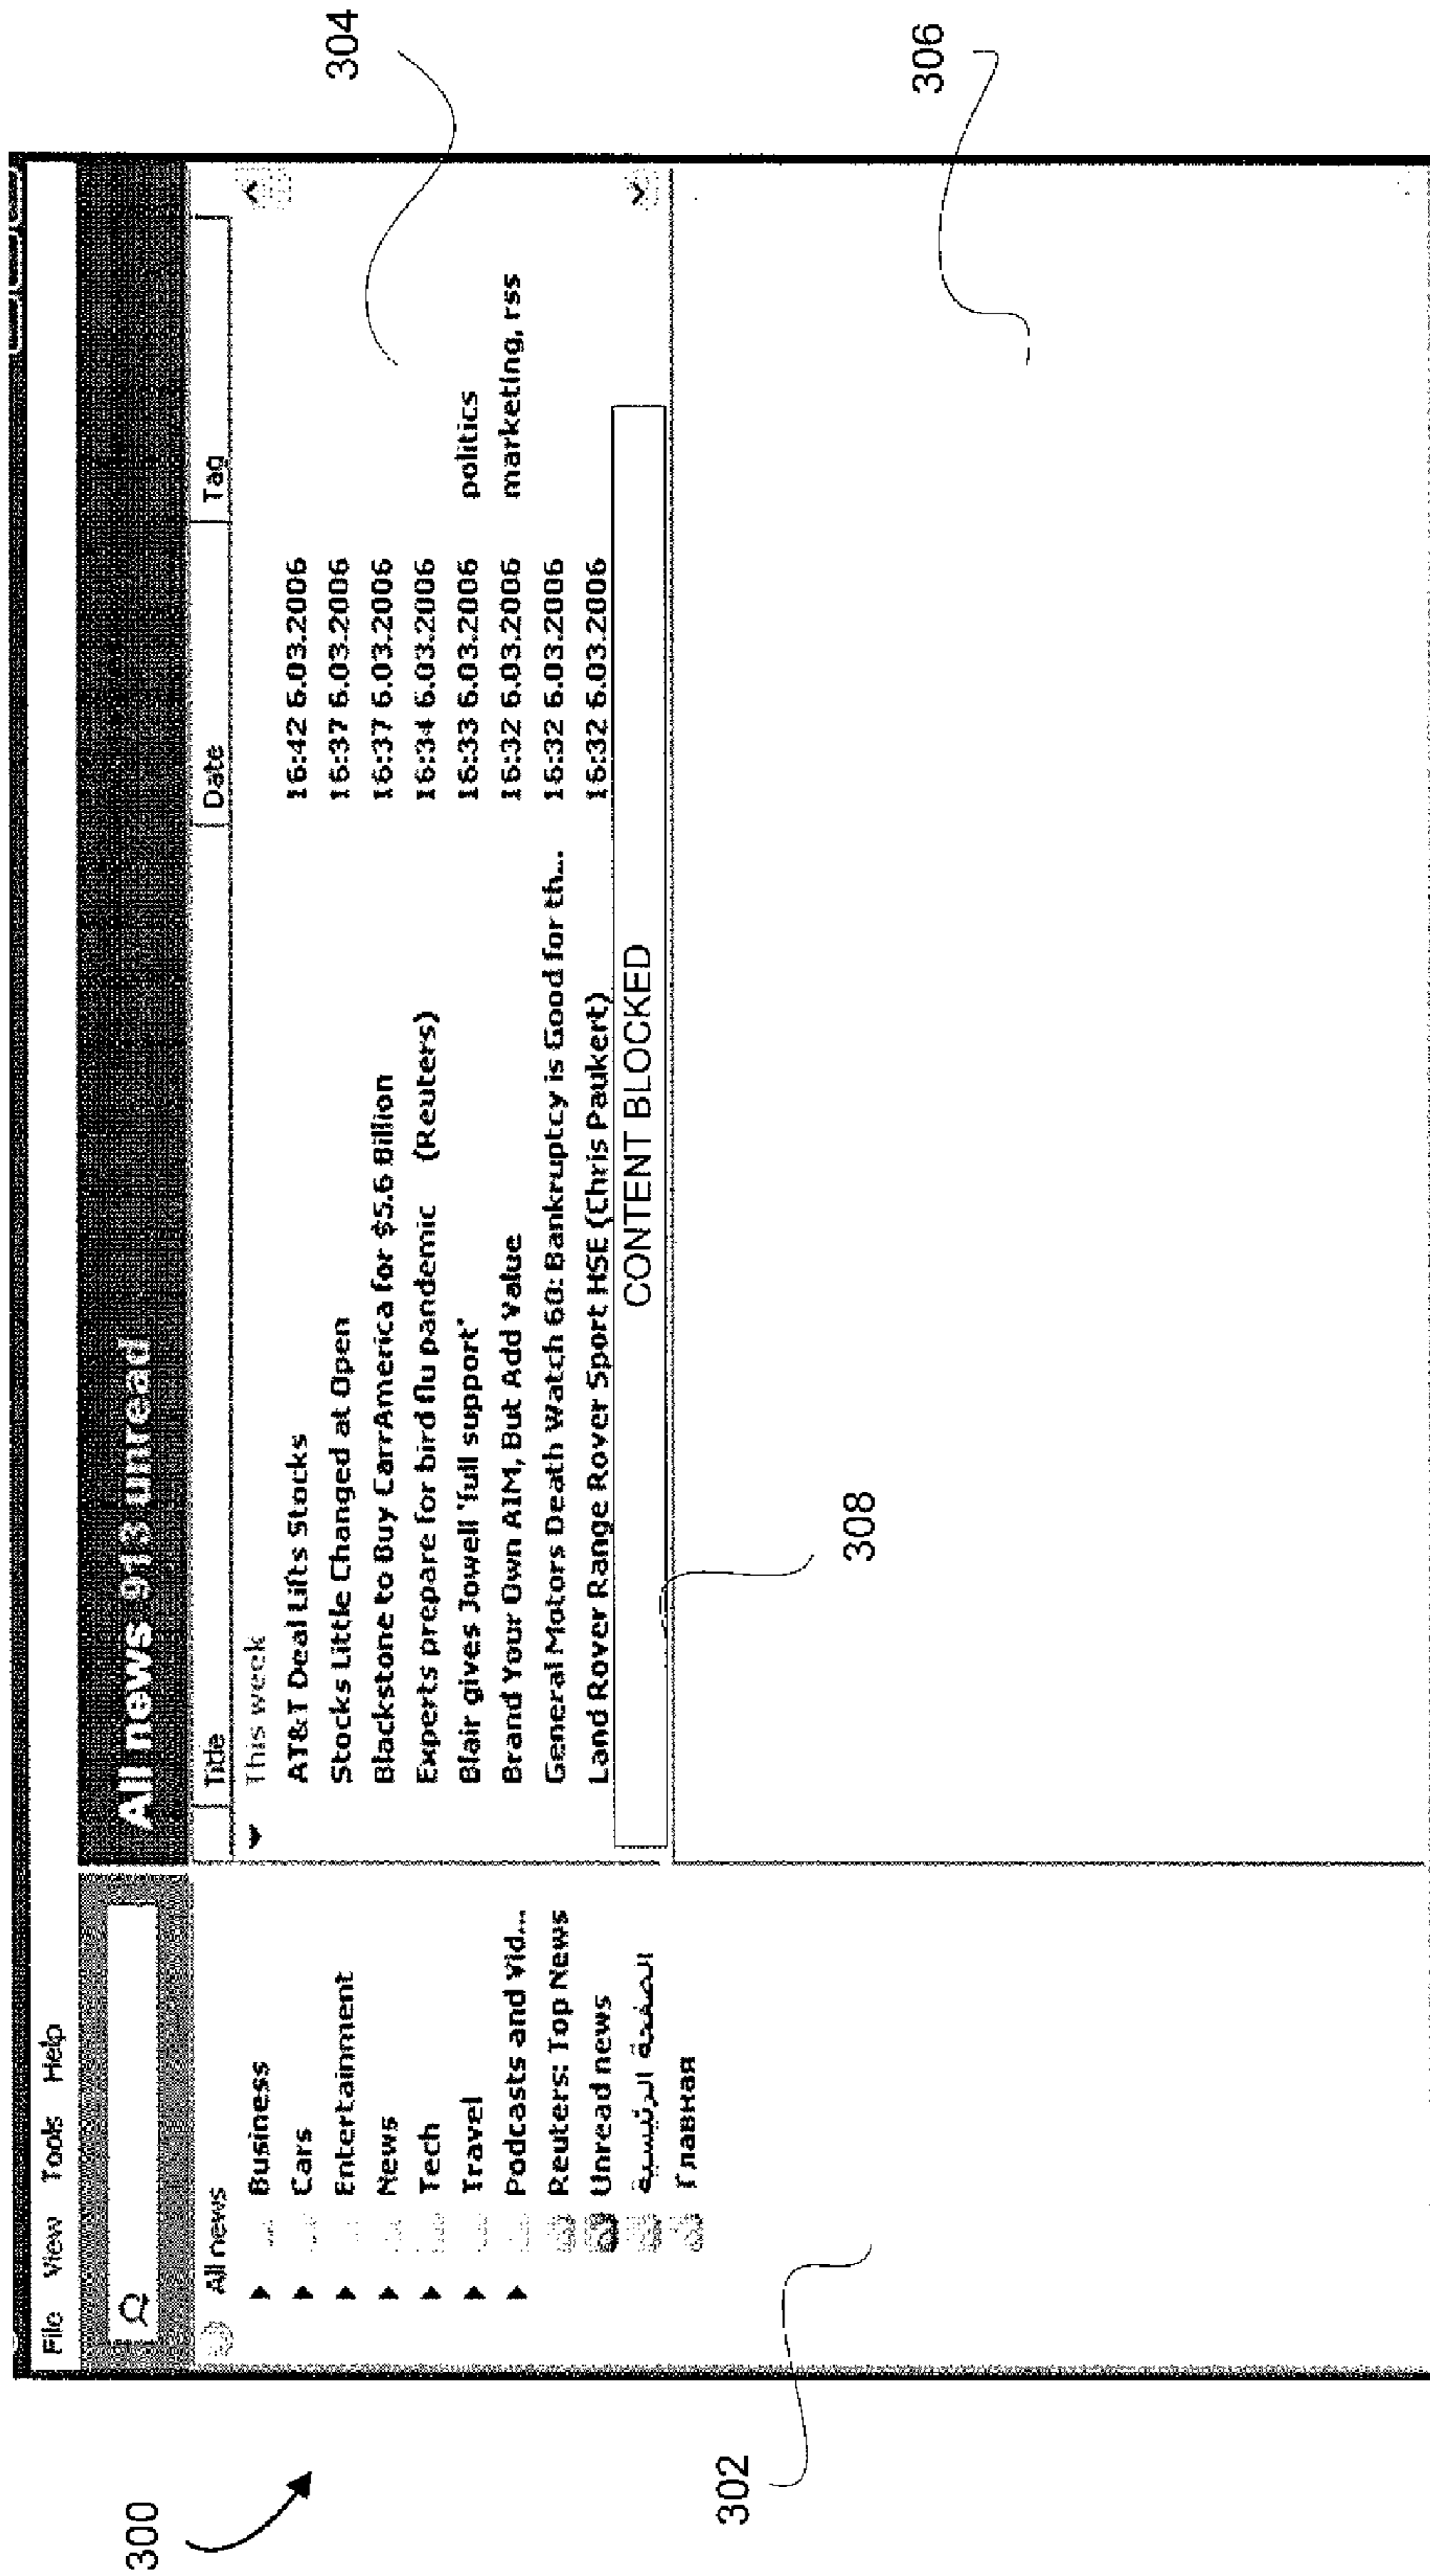 300
File View Tools Help
All news 913 unread
Title Date Tag
All news
Business
Cars
Entertainment
News
Tech
Travel
Podcasts and Vid...
Reuters: Top News
Unread news
الصفحة الرئيسية
Главная
This week
AT&T Deal Lifts Stocks 16:42 6.03.2006
Stocks Little Changed at Open 16:37 6.03.2006
Blackstone to Buy CarrAmerica for $5.6 Billion 16:37 6.03.2006
Experts prepare for bird flu pandemic (Reuters) 16:34 6.03.2006
Blair gives Jowell 'full support' 16:33 6.03.2006 politics
Brand Your Own AIM, But Add Value 16:32 6.03.2006 marketing, rss
General Motors Death Watch 60: Bankruptcy is Good for th... 16:32 6.03.2006
Land Rover Range Rover Sport HSE (Chris Paukert) 16:32 6.03.2006
CONTENT BLOCKED
304
308
302
306